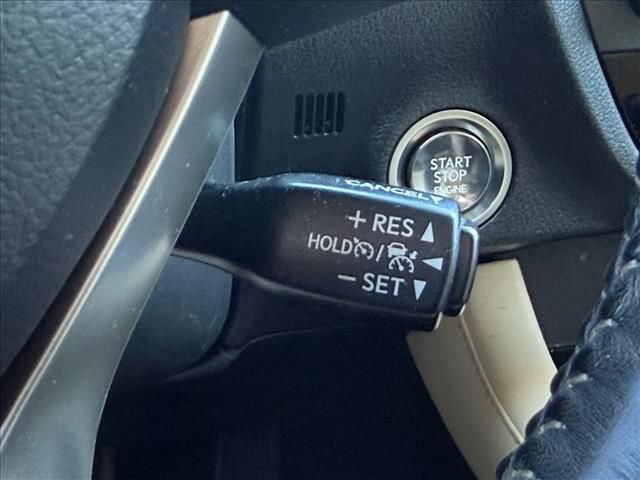 START
STOP
ENGINE
CANCEL
+ RES
HOLD /
− SET